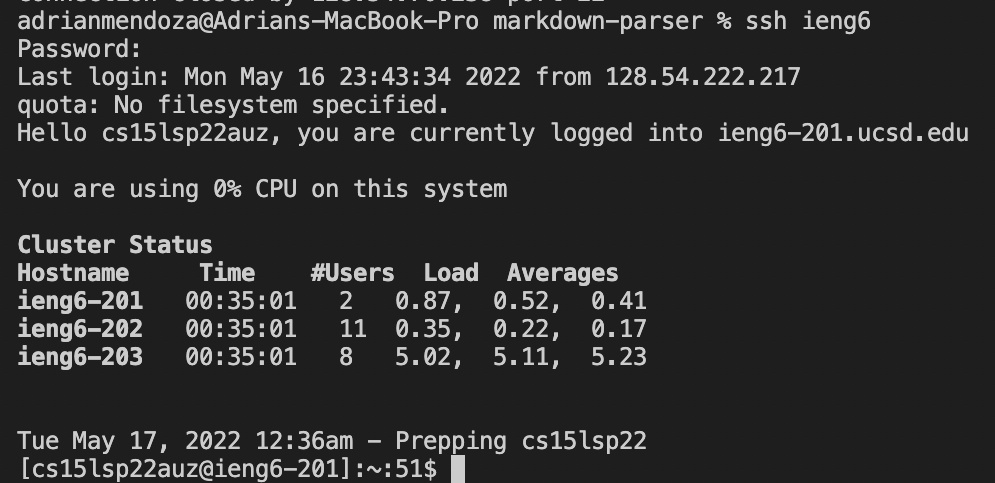 adrianmendoza@Adrians-MacBook-Pro markdown-parser % ssh ieng6
Password:
Last login: Mon May 16 23:43:34 2022 from 128.54.222.217
quota: No filesystem specified.
Hello cs15lsp22auz, you are currently logged into ieng6-201.ucsd.edu
You are using 0% CPU on this system
Cluster Status
Hostname     Time    #Users  Load  Averages
ieng6-201   00:35:01   2   0.87,  0.52,  0.41
ieng6-202   00:35:01   11  0.35,  0.22,  0.17
ieng6-203   00:35:01   8   5.02,  5.11,  5.23
Tue May 17, 2022 12:36am - Prepping cs15lsp22
[cs15lsp22auz@ieng6-201]:~:51$